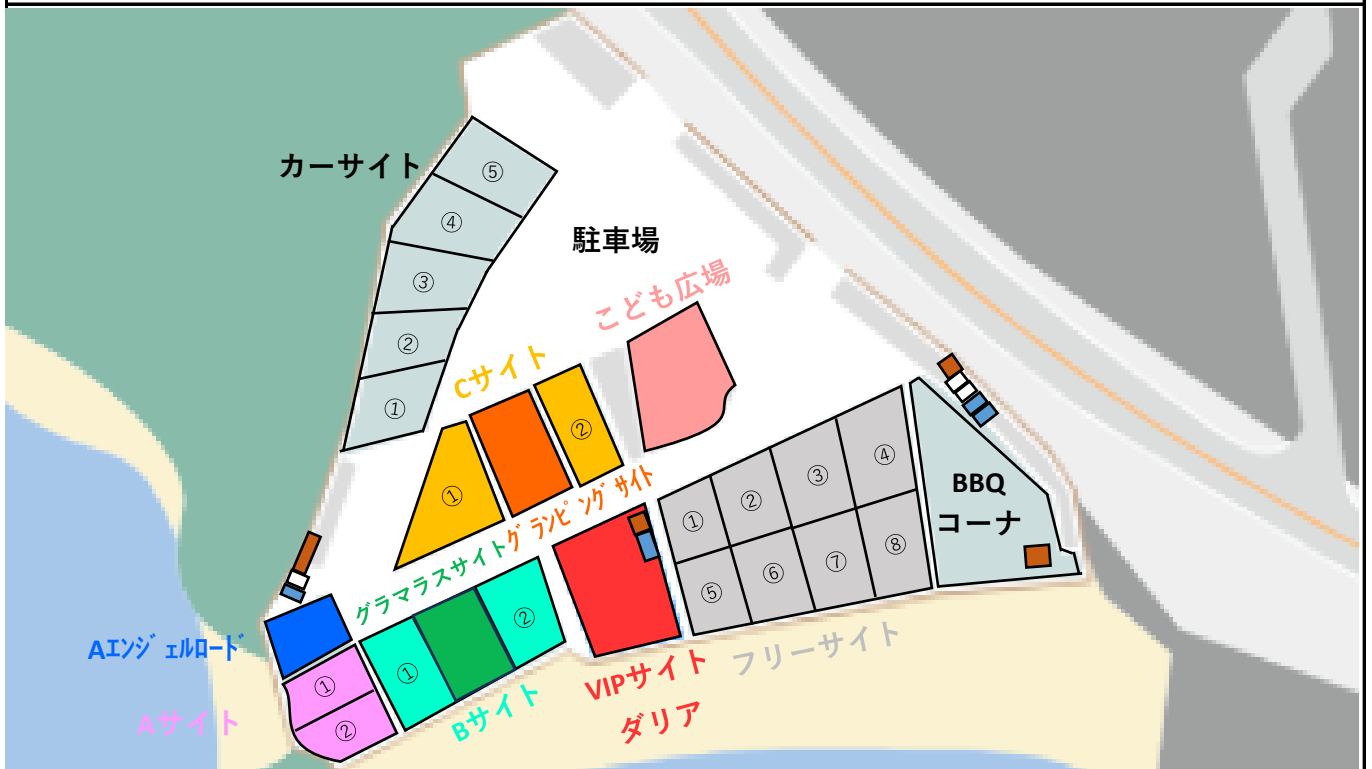 カーサイト
⑤
④
③
②
①
駐車場
こども広場
Cサイト
①
②
グランピングサイト
グラマラスサイト
①
②
③
④
⑤
⑥
⑦
⑧
BBQ
コーナ
Aエンジェルロード
①
②
Aサイト
①
②
Bサイト
VIPサイト
ダリア
フリーサイト